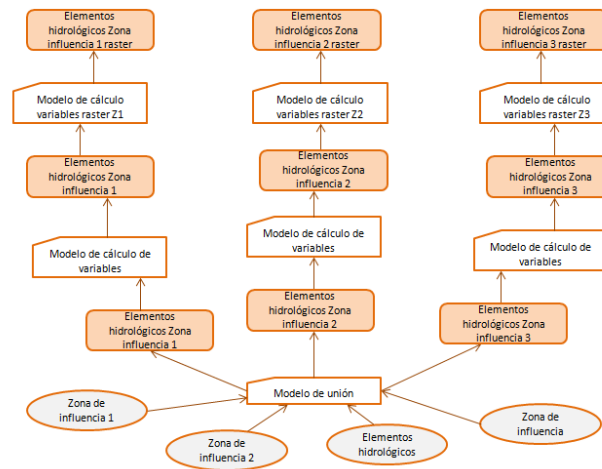 Elementos
hidrológicos Zona
influencia 1 raster
Elementos
hidrológicos Zona
influencia 2 raster
Elementos
hidrológicos Zona
influencia 3 raster
Modelo de cálculo
variables raster Z1
Modelo de cálculo
variables raster Z2
Modelo de cálculo
variables raster Z3
Elementos
hidrológicos Zona
influencia 1
Elementos
hidrológicos Zona
influencia 2
Elementos
hidrológicos Zona
influencia 3
Modelo de cálculo de
variables
Modelo de cálculo de
variables
Modelo de cálculo de
variables
Elementos
hidrológicos Zona
influencia 1
Elementos
hidrológicos Zona
influencia 2
Elementos
hidrológicos Zona
influencia 3
Modelo de unión
Zona de
influencia 1
Zona de
influencia 2
Elementos
hidrológicos
Zona de
influencia